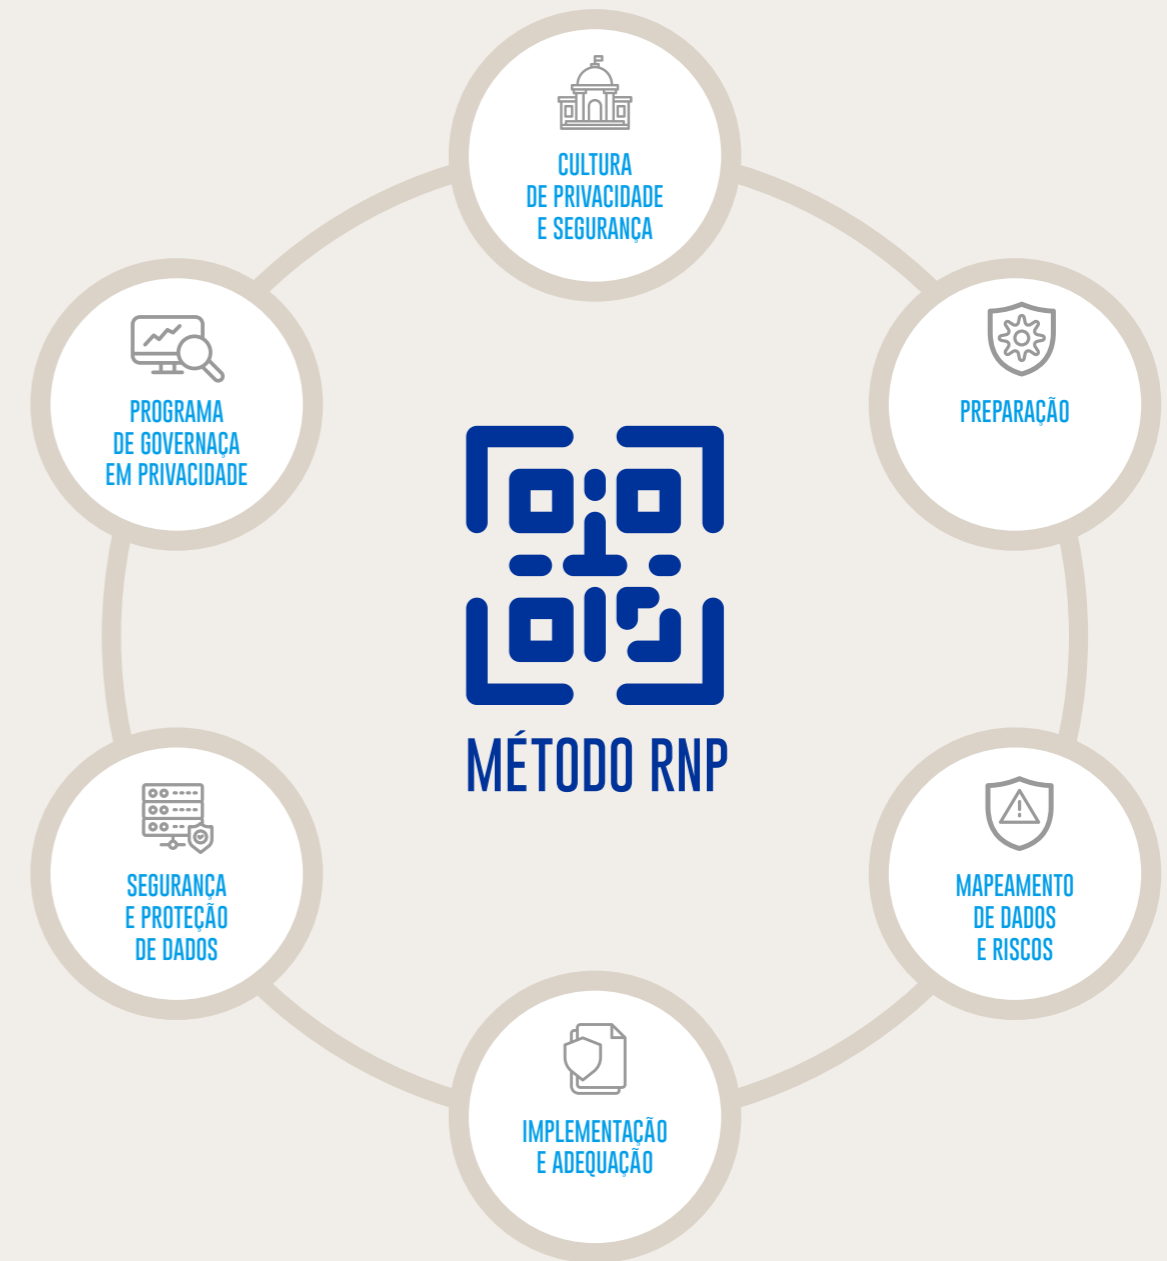 CULTURA
DE PRIVACIDADE
E SEGURANÇA
PREPARAÇÃO
MAPEAMENTO
DE DADOS
E RISCOS
IMPLEMENTAÇÃO
E ADEQUAÇÃO
SEGURANÇA
E PROTEÇÃO
DE DADOS
PROGRAMA
DE GOVERNAÇA
EM PRIVACIDADE
MÉTODO RNP